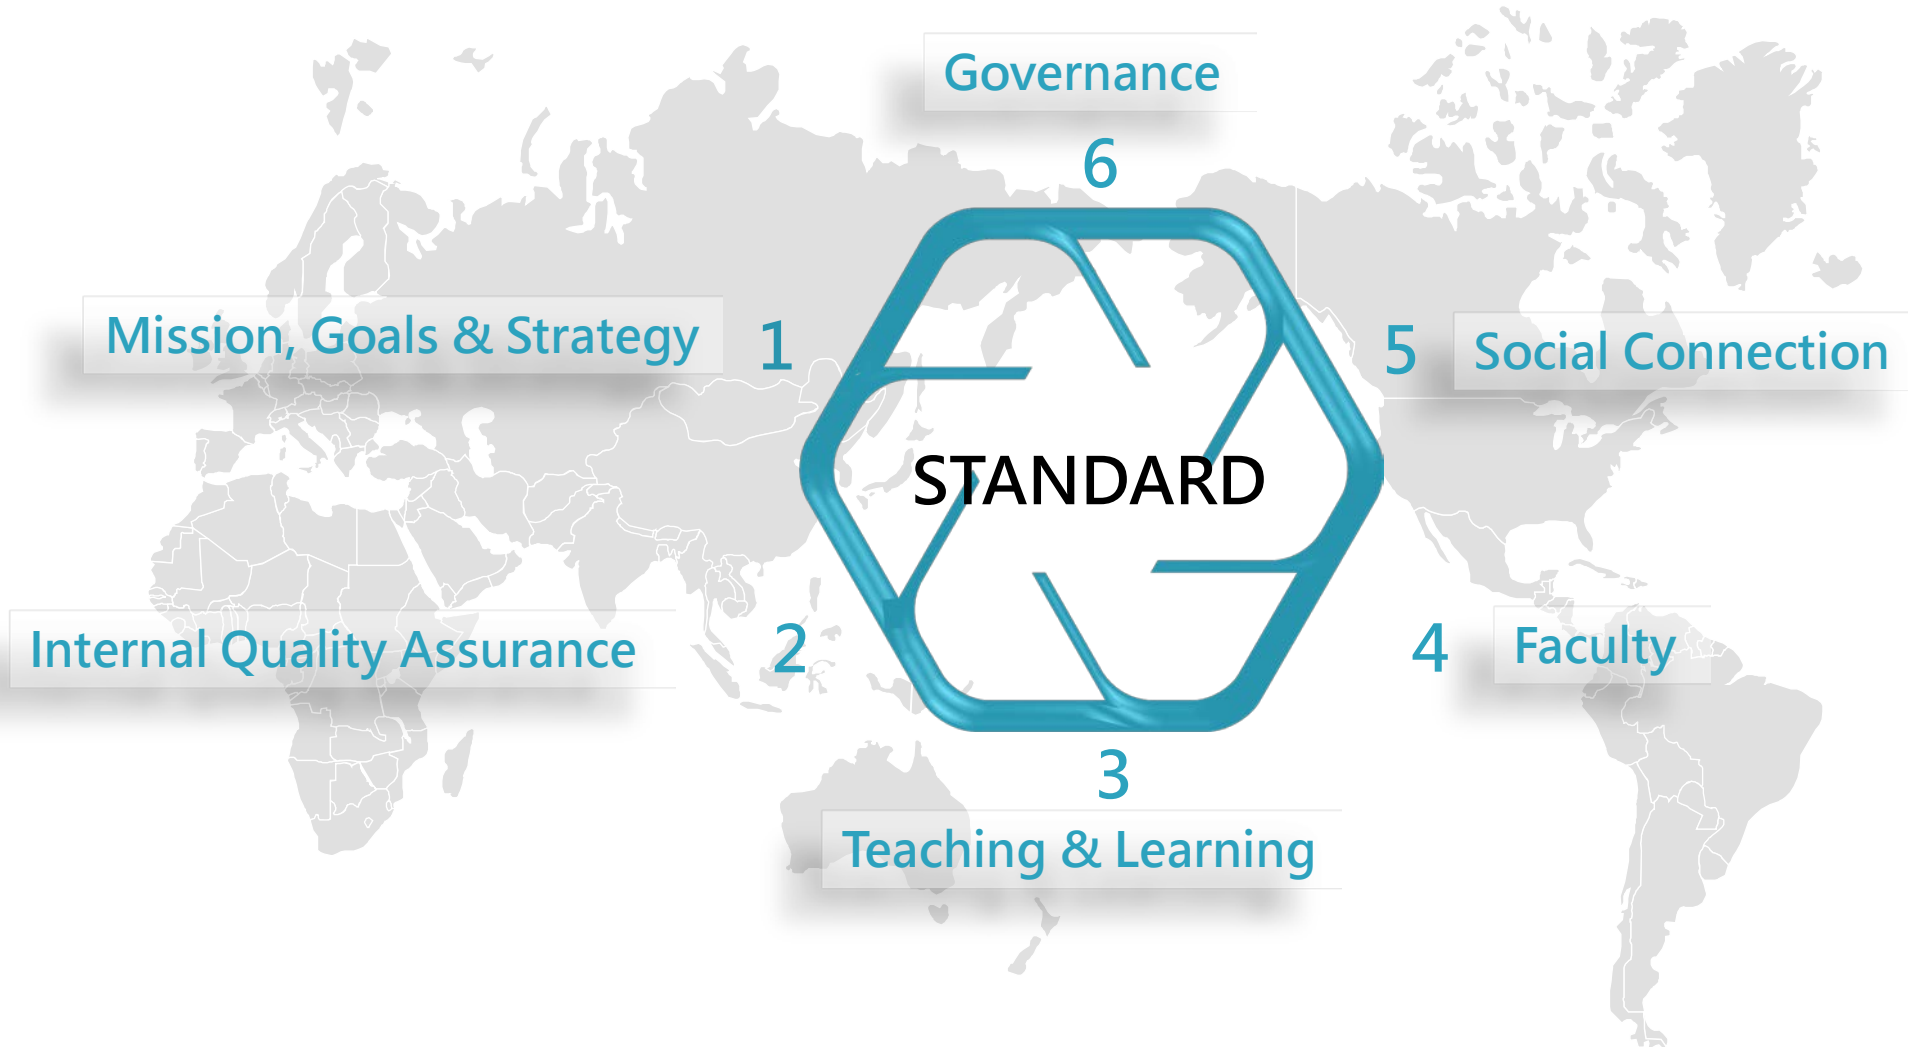 Governance
6
Mission, Goals & Strategy
1
5
Social Connection
STANDARD
Internal Quality Assurance
2
4
Faculty
3
Teaching & Learning